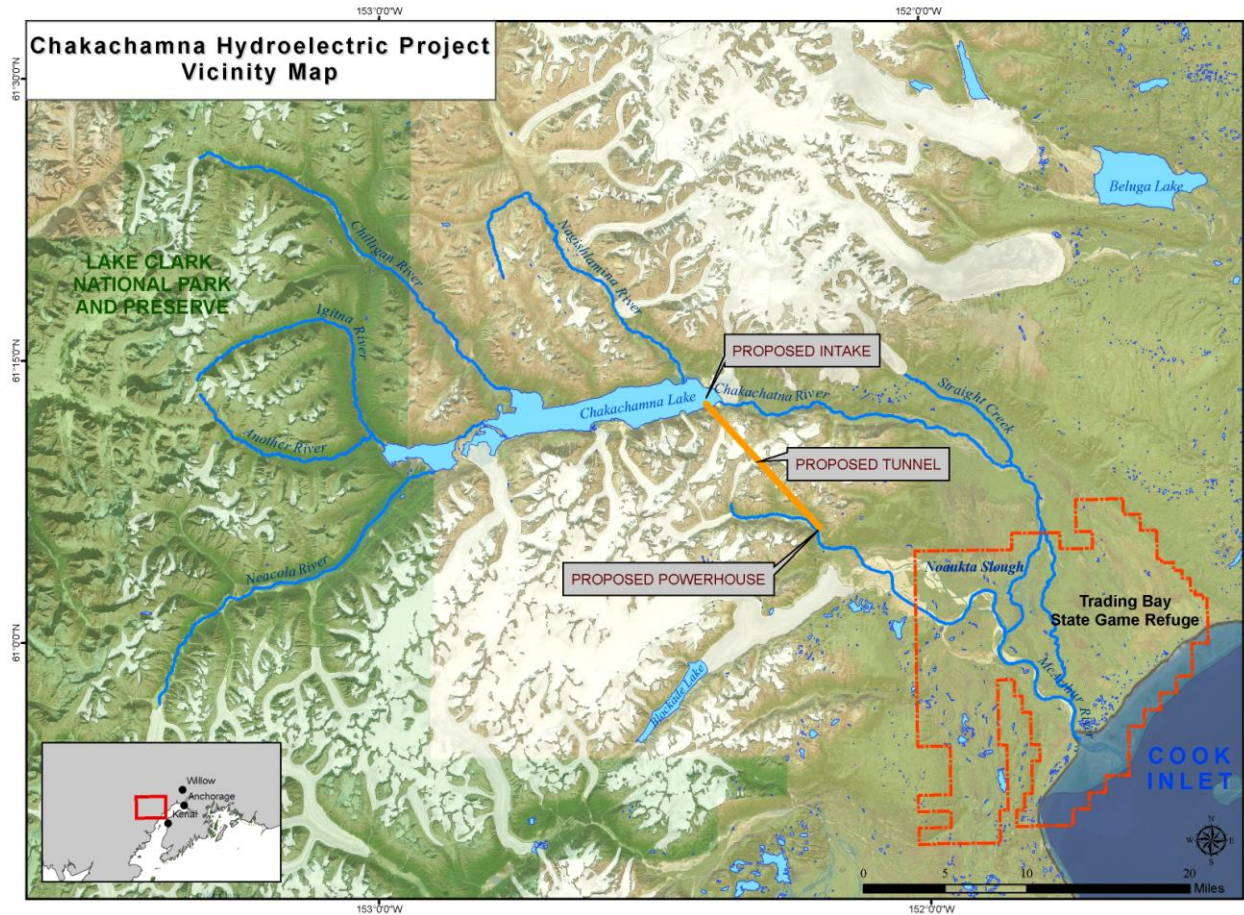 153°0'0"W
152°0'0"W
Chakachamna Hydroelectric Project
Vicinity Map
61°30'0"N
Beluga Lake
Chilligan River
Nagishlamina River
LAKE CLARK
NATIONAL PARK
AND PRESERVE
Igitna River
61°15'0"N
PROPOSED INTAKE
Chakachamna Lake
Chakachatna River
Straight Creek
Another River
PROPOSED TUNNEL
Neacola River
PROPOSED POWERHOUSE
Noaukta Slough
Trading Bay
State Game Refuge
61°0'0"N
Blockade Lake
McArthur River
COOK
INLET
Willow
Anchorage
Kenai
N
W E
S
0 5 10 20
Miles
153°0'0"W
152°0'0"W